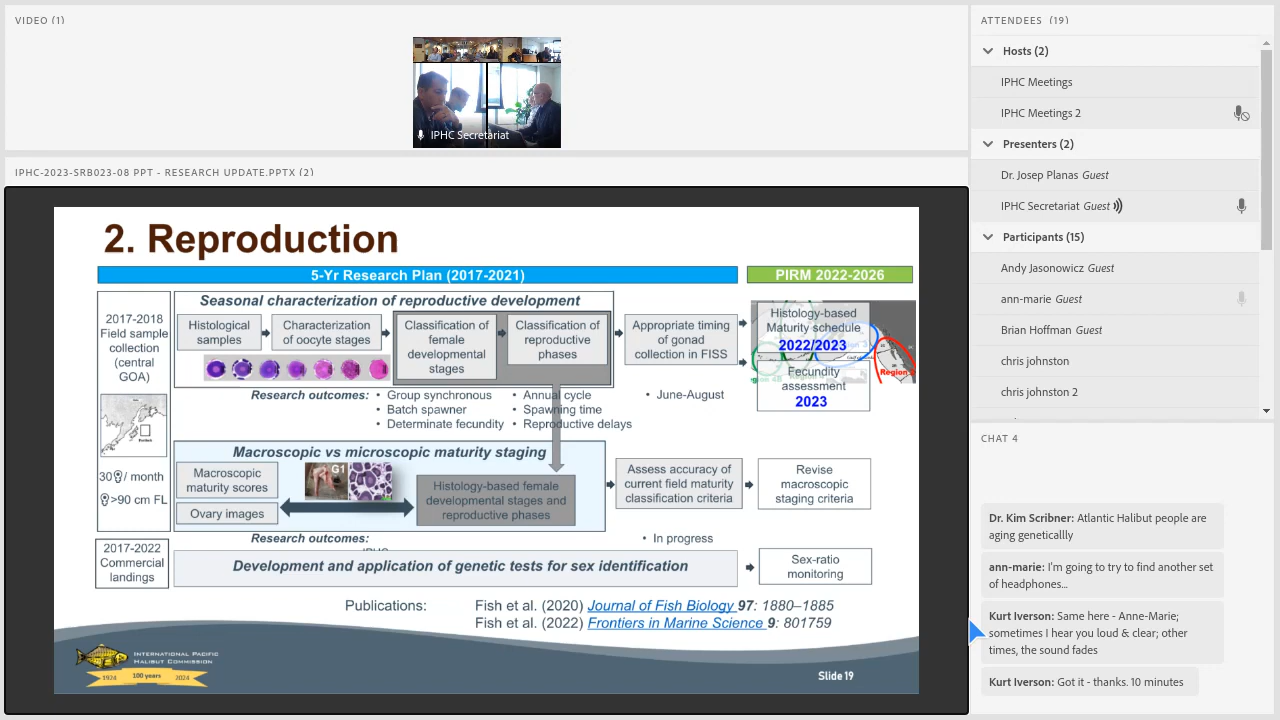 VIDEO (1)
IPHC Secretariat
IPHC-2023-SRB023-08 PPT - RESEARCH UPDATE.PPTX (2)
2. Reproduction
5-Yr Research Plan (2017-2021)
PIRM 2022-2026
2017-2018
Field sample
collection
(central
GOA)
30 / month
>90 cm FL
Seasonal characterization of reproductive development
Histological
samples
Characterization
of oocyte stages
Classification
of female
developmental
stages
Classification of
reproductive
phases
Appropriate timing
of gonad
collection in FISS
Histology-based
Maturity schedule
2022/2023
Fecundity
assessment
2023
Region
Research outcomes:
• Group synchronous
• Batch spawner
• Determinate fecundity
• Annual cycle
• Spawning time
• Reproductive delays
• June-August
Macroscopic vs microscopic maturity staging
Macroscopic
maturity scores
Ovary images
G1
Histology-based female
developmental stages and
reproductive phases
Assess accuracy of
current field maturity
classification criteria
Revise
macroscopic
staging criteria
Research outcomes:
• In progress
2017-2022
Commercial
landings
Development and application of genetic tests for sex identification
Sex-ratio
monitoring
Publications:
Fish et al. (2020) Journal of Fish Biology 97: 1880–1885
Fish et al. (2022) Frontiers in Marine Science 9: 801759
INTERNATIONAL PACIFIC
HALIBUT COMMISSION
1924 100 years 2024
Slide 19
ATTENDEES (19)
Hosts (2)
IPHC Meetings
IPHC Meetings 2
Presenters (2)
Dr. Josep Planas Guest
IPHC Secretariat Guest
Participants (15)
Andy Jasonowicz Guest
ann-marie Guest
Brian Hoffman Guest
chris johnston
chris johnston 2
CHAT 4
Dr. Kim Scribner: Atlantic Halibut people are
aging geneticallly
ann-marie: I'm going to try to find another set
of headphones...
Kurt Iverson: Some here - Anne-Marie;
sometimes I hear you loud & clear; other
times, the audio fades
Kurt Iverson: Got it - thanks. 10 minutes